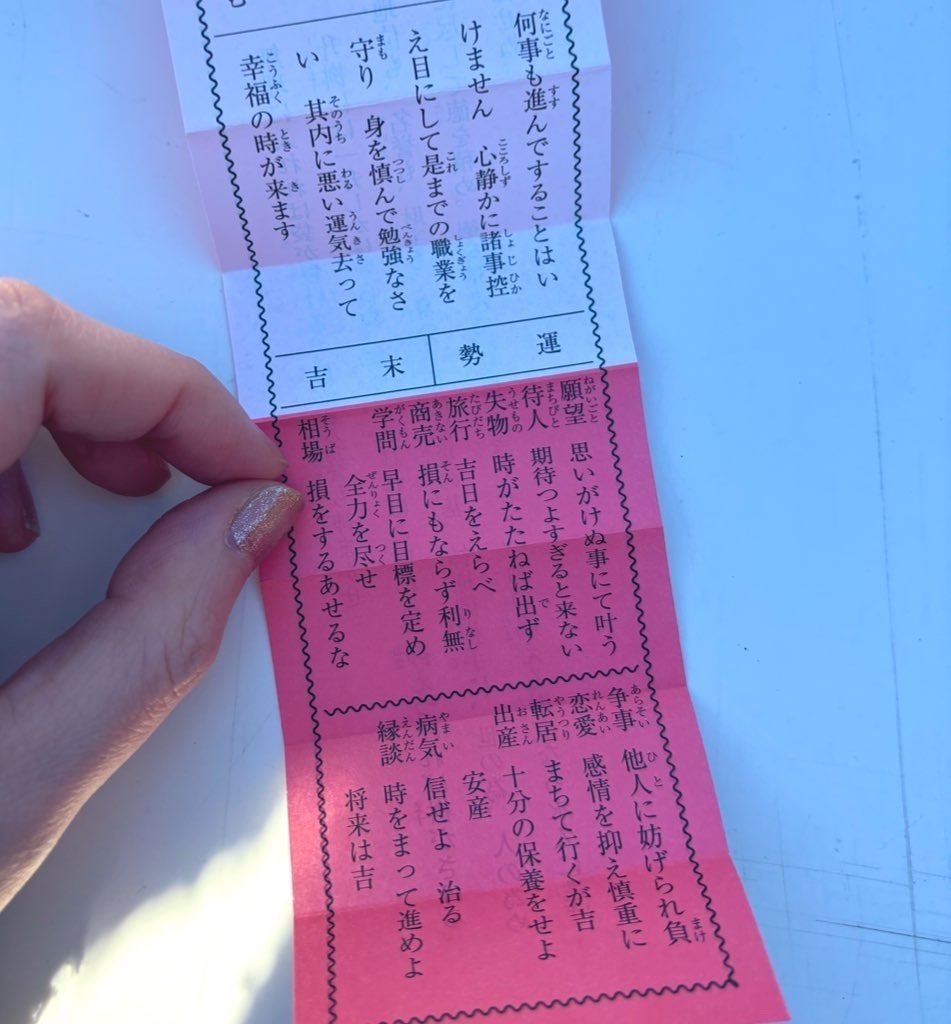 何事も進んですることはい
けません　心静かに諸事控
え目にして是までの職業を
守り　身を慎んで勉強なさ
い　其内に悪い運気去って
幸福の時が来ます
運勢
末吉
願望　思いがけぬ事にて叶う
待人　期待つよすぎると来ない
失物　時がたたねば出ず
旅行　吉日をえらべ
商売　損にもならず利無
学問　早目に目標を定め
全力を尽せ
相場　損をするあせるな
争事　他人に妨げられ負
恋愛　感情を抑え慎重に
転居　まちて行くが吉
出産　十分の保養をせよ
安産
病気　信ぜよ　治る
縁談　時をまって進めよ
将来は吉